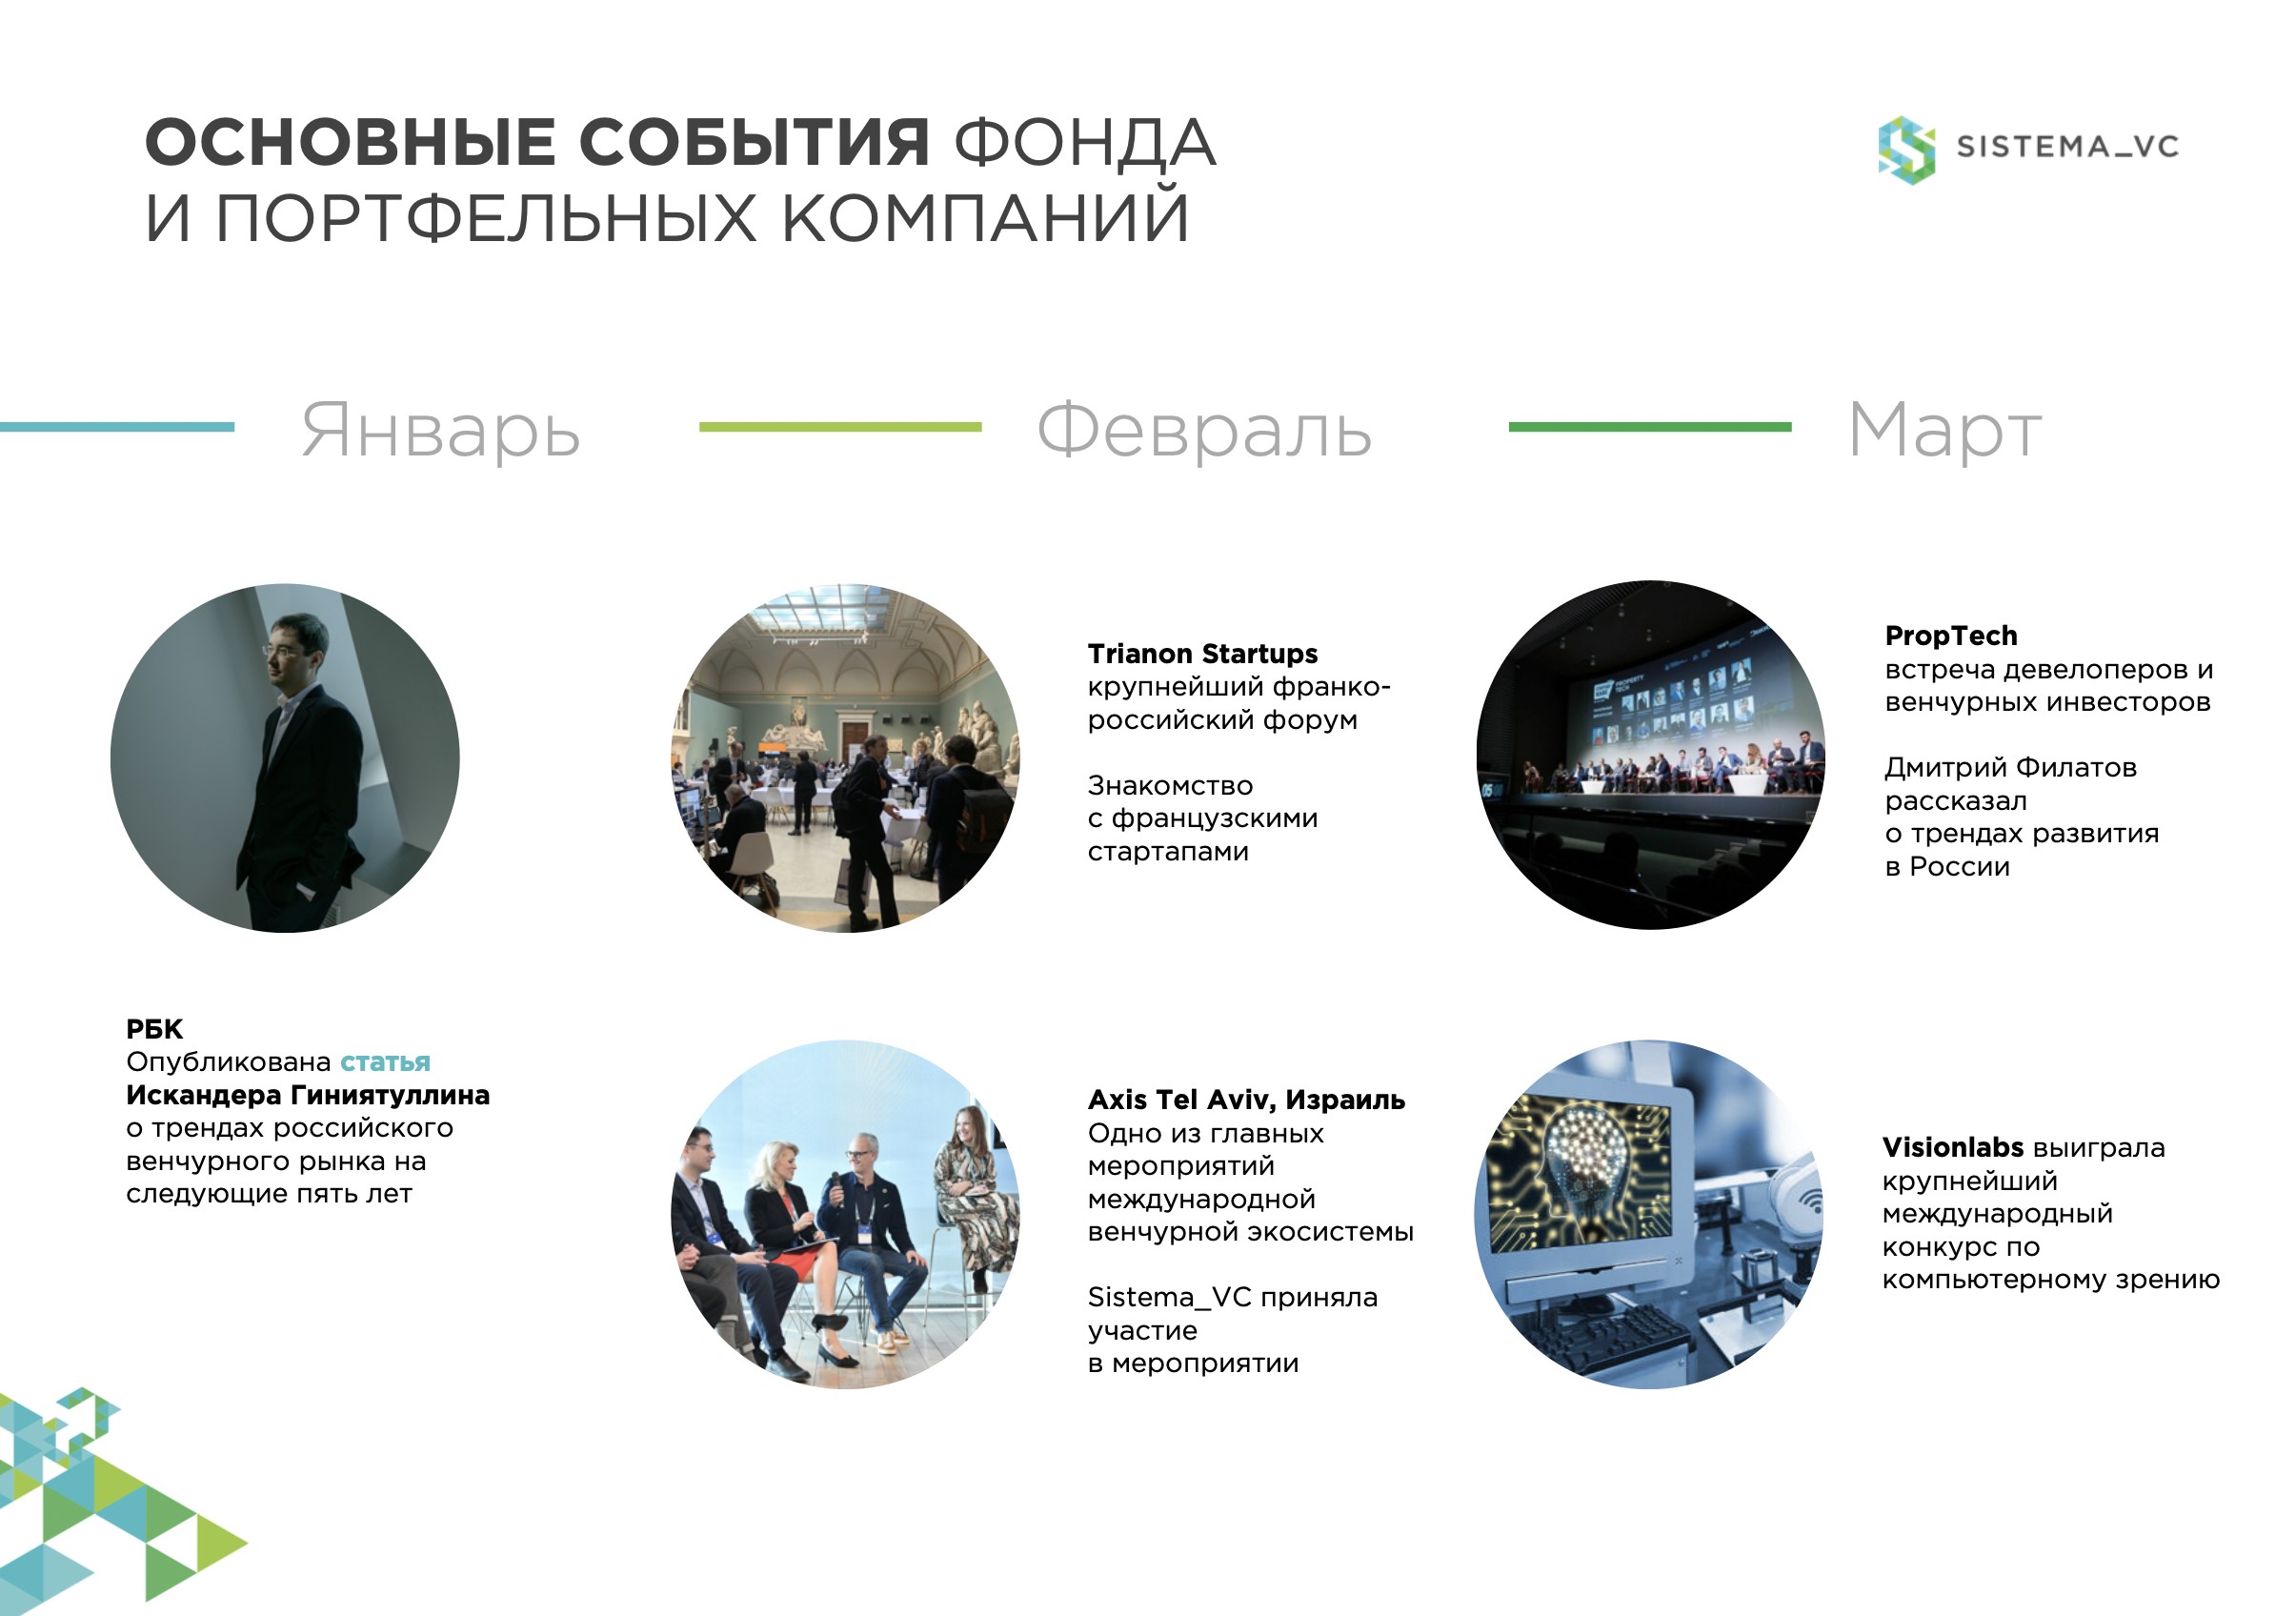 ОСНОВНЫЕ СОБЫТИЯ ФОНДА
И ПОРТФЕЛЬНЫХ КОМПАНИЙ
SISTEMA_VC
Январь
Февраль
Март
РБК
Опубликована статья
Искандера Гиниятуллина
о трендах российского
венчурного рынка на
следующие пять лет
Trianon Startups
крупнейший франко-
российский форум
Знакомство
с французскими
стартапами
Axis Tel Aviv, Израиль
Одно из главных
мероприятий
международной
венчурной экосистемы
Sistema_VC приняла
участие
в мероприятии
PROPERTY
TECH
PropTech
встреча девелоперов и
венчурных инвесторов
Дмитрий Филатов
рассказал
о трендах развития
в России
Visionlabs выиграла
крупнейший
международный
конкурс по
компьютерному зрению